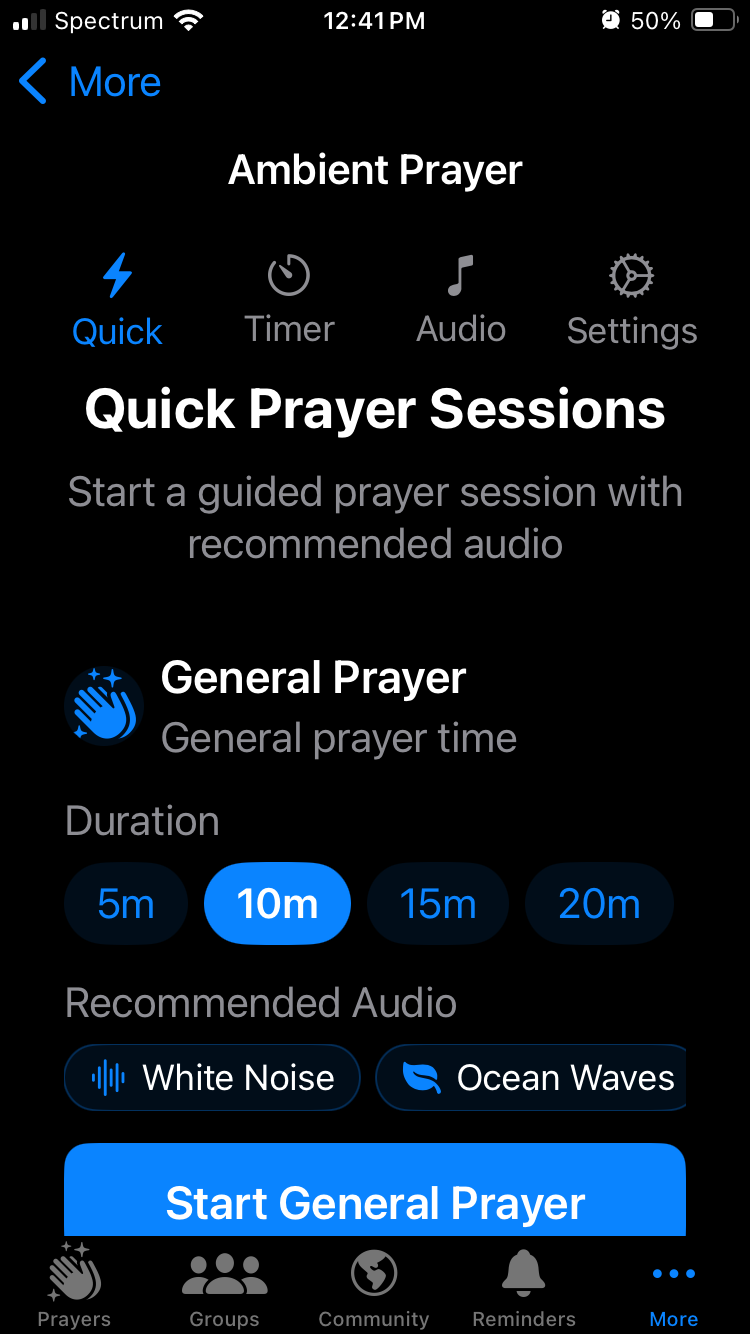 Spectrum 12:41 PM 50%
More
Ambient Prayer
Quick Timer Audio Settings
Quick Prayer Sessions
Start a guided prayer session with
recommended audio
General Prayer
General prayer time
Duration
5m 10m 15m 20m
Recommended Audio
White Noise Ocean Waves
Start General Prayer
Prayers Groups Community Reminders More